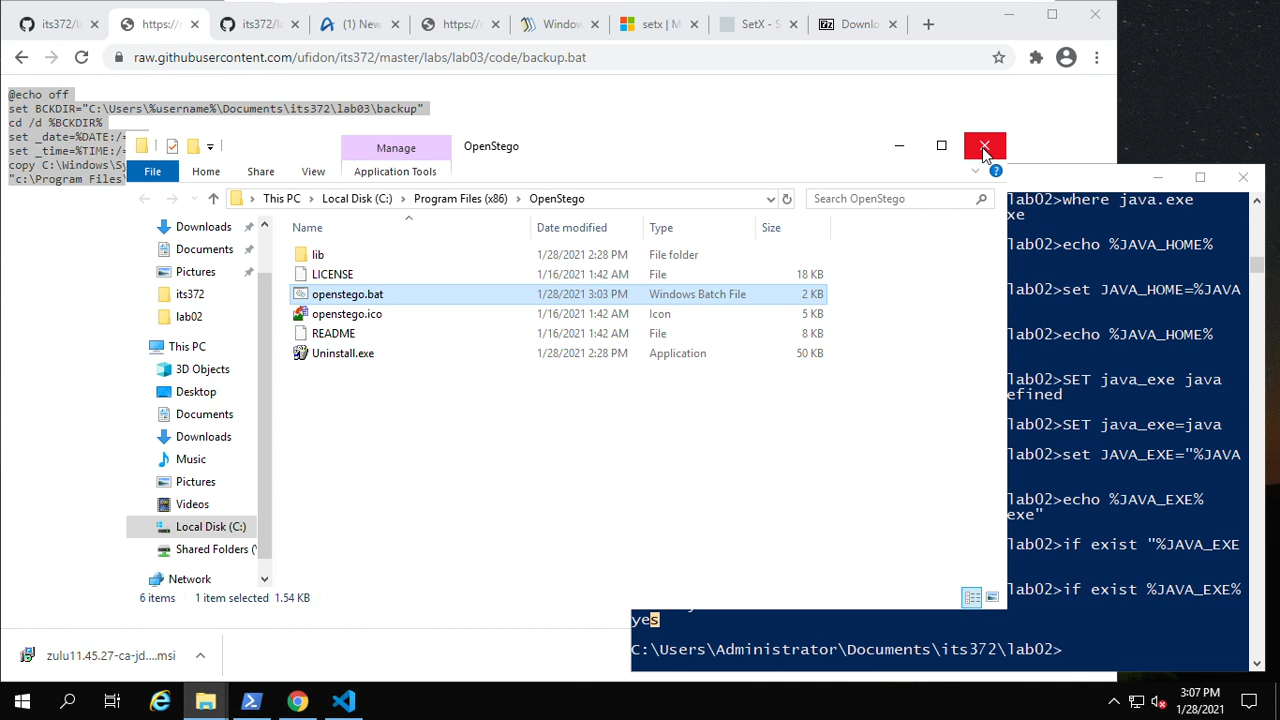 its372/la
https://r
its372/la
(1) New
https://r
Window
setx | M
SetX - S
Downlo
raw.githubusercontent.com/ufidon/its372/master/labs/lab03/code/backup.bat
@echo off
set BCKDIR="C:\Users\%username%\Documents\its372\lab03\backup"
cd /d %BCKDIR%
set _date=%DATE:/=
set _time=%TIME:/=
copy C:\Windows\Sy
"c:\Program Files\
Manage
OpenStego
File
Home
Share
View
Application Tools
This PC
Local Disk (C:)
Program Files (x86)
OpenStego
Search OpenStego
Name
Date modified
Type
Size
Downloads
Documents
Pictures
its372
lab02
This PC
3D Objects
Desktop
Documents
Downloads
Music
Pictures
Videos
Local Disk (C:)
Shared Folders (
Network
lib 1/28/2021 2:28 PM File folder
LICENSE 1/16/2021 1:42 AM File 18 KB
openstego.bat 1/28/2021 3:03 PM Windows Batch File 2 KB
openstego.ico 1/16/2021 1:42 AM Icon 5 KB
README 1/16/2021 1:42 AM File 8 KB
Uninstall.exe 1/28/2021 2:28 PM Application 50 KB
6 items 1 item selected 1.54 KB
lab02>where java.exe
xe
lab02>echo %JAVA_HOME%
lab02>set JAVA_HOME=%JAVA
lab02>echo %JAVA_HOME%
lab02>SET java_exe java
efined
lab02>SET java_exe=java
lab02>set JAVA_EXE="%JAVA
lab02>echo %JAVA_EXE%
exe"
lab02>if exist "%JAVA_EXE
lab02>if exist %JAVA_EXE%
yes
C:\Users\Administrator\Documents\its372\lab02>
zulu11.45.27-ca-jd....msi
3:07 PM
1/28/2021